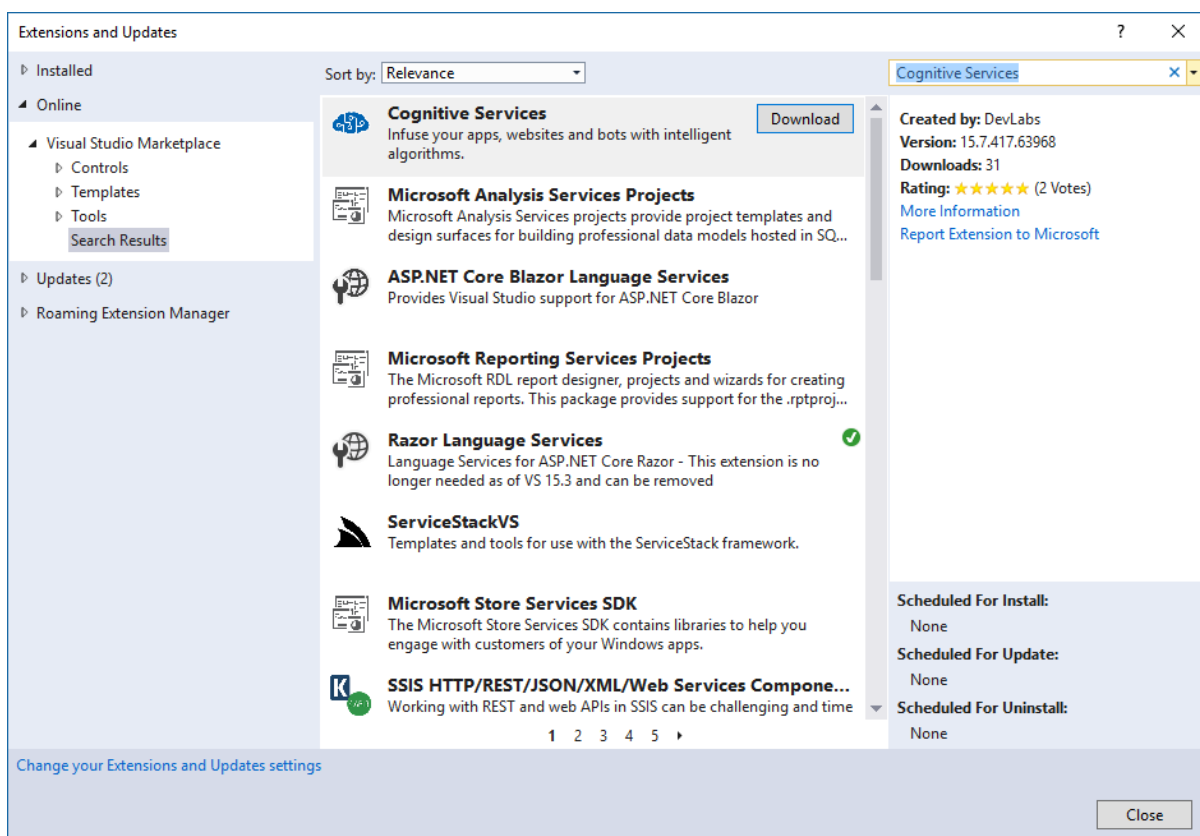 Extensions and Updates
?
Installed
Online
Visual Studio Marketplace
Controls
Templates
Tools
Search Results
Updates (2)
Roaming Extension Manager
Sort by: Relevance
Cognitive Services
Cognitive Services
Download
Infuse your apps, websites and bots with intelligent
algorithms.
Microsoft Analysis Services Projects
Microsoft Analysis Services projects provide project templates and
design surfaces for building professional data models hosted in SQ...
ASP.NET Core Blazor Language Services
Provides Visual Studio support for ASP.NET Core Blazor
Microsoft Reporting Services Projects
The Microsoft RDL report designer, projects and wizards for creating
professional reports. This package provides support for the .rptproj...
Razor Language Services
Language Services for ASP.NET Core Razor - This extension is no
longer needed as of VS 15.3 and can be removed
ServiceStackVS
Templates and tools for use with the ServiceStack framework.
Microsoft Store Services SDK
The Microsoft Store Services SDK contains libraries to help you
engage with customers of your Windows apps.
K
SSIS HTTP/REST/JSON/XML/Web Services Compone...
Working with REST and web APIs in SSIS can be challenging and time
1 2 3 4 5
Created by: DevLabs
Version: 15.7.417.63968
Downloads: 31
Rating: (2 Votes)
More Information
Report Extension to Microsoft
Scheduled For Install:
None
Scheduled For Update:
None
Scheduled For Uninstall:
None
Change your Extensions and Updates settings
Close